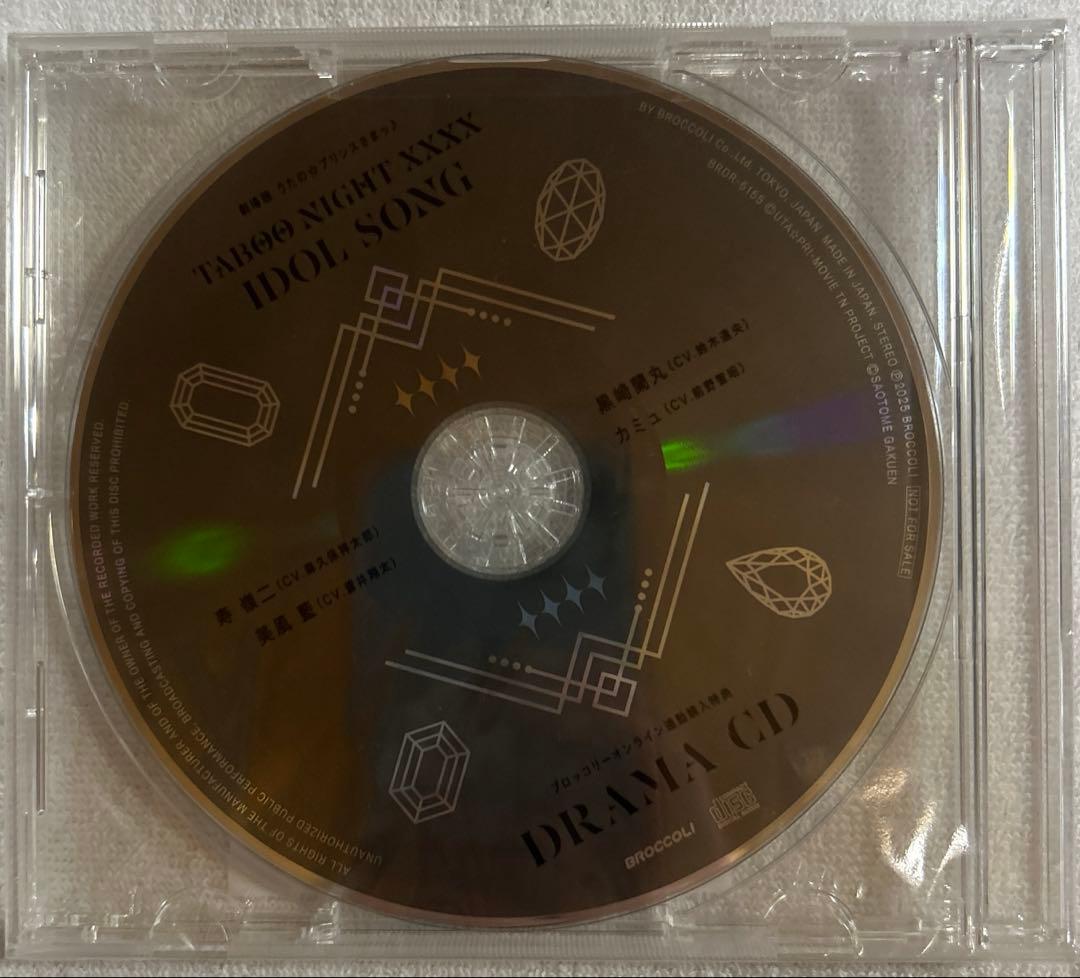 劇場版 うたの☆プリンスさまっ♪
TABOO NIGHT XXXX
IDOL SONG
黒崎蘭丸(CV.鈴木達央)
カミュ(CV.前野智昭)
寿 嶺二(CV.森久保祥太郎)
美風 藍(CV.蒼井翔太)
ブロッコリーオンライン連動購入特典
DRAMA CD
BROCCOLI
BY BROCCOLI Co.,Ltd. TOKYO, JAPAN. MADE IN JAPAN. STEREO Ⓟ2025 BROCCOLI NOT FOR SALE
BRDR-5155 ©UTA☆PRI-MOVIE TN PROJECT ©SAOTOME GAKUEN
ALL RIGHTS OF THE MANUFACTURER AND OF THE OWNER OF THE RECORDED WORK RESERVED.
UNAUTHORIZED PUBLIC PERFORMANCE, BROADCASTING AND COPYING OF THIS DISC PROHIBITED.